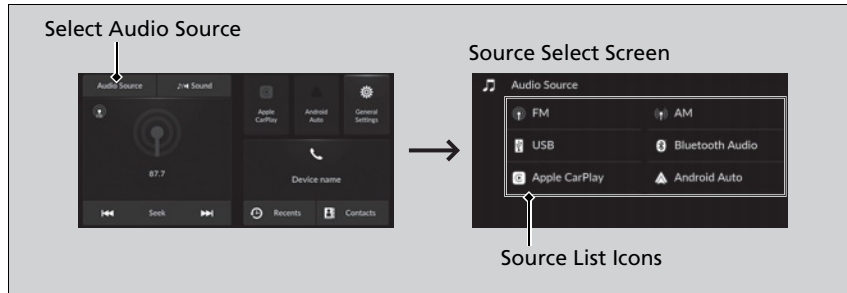 Select Audio Source
Source Select Screen
Audio Source
Sound
Apple
CarPlay
Android
Auto
General
Settings
87.7
Device name
Seek
Recents
Contacts
Audio Source
FM
AM
USB
Bluetooth Audio
Apple CarPlay
Android Auto
Source List Icons